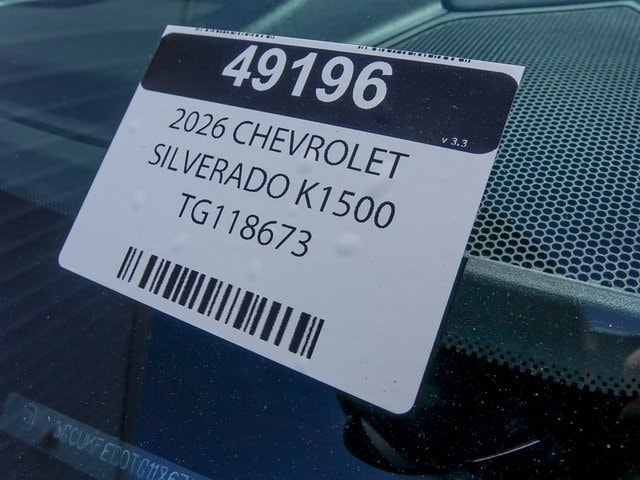 49196
v 3.3
2026 CHEVROLET
SILVERADO K1500
TG118673